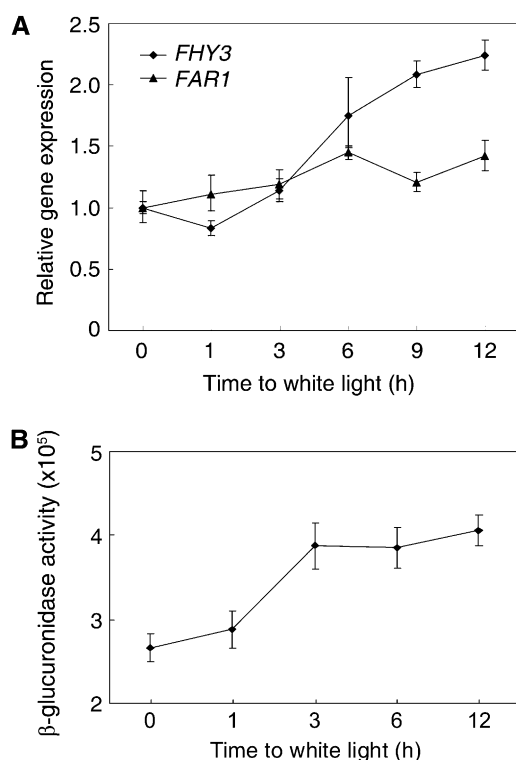 A
Relative gene expression
2.5
2.0
1.5
1.0
0.5
0
FHY3
FAR1
0 1 3 6 9 12
Time to white light (h)
B
β-glucuronidase activity (x10⁵)
5
4
3
2
0 1 3 6 12
Time to white light (h)